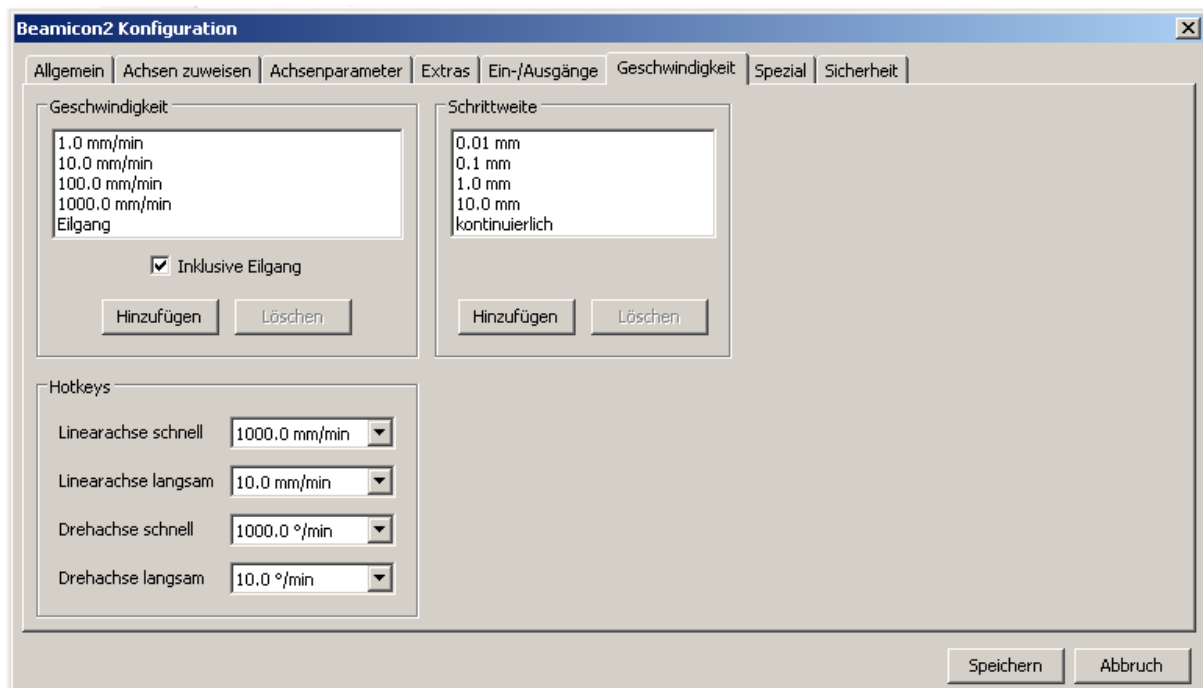 Beamicon2 Konfiguration
Allgemein Achsen zuweisen Achsenparameter Extras Ein-/Ausgänge Geschwindigkeit Spezial Sicherheit
Geschwindigkeit
1.0 mm/min
10.0 mm/min
100.0 mm/min
1000.0 mm/min
Eilgang
Inklusive Eilgang
Hinzufügen Löschen
Schrittweite
0.01 mm
0.1 mm
1.0 mm
10.0 mm
kontinuierlich
Hinzufügen Löschen
Hotkeys
Linearachse schnell 1000.0 mm/min
Linearachse langsam 10.0 mm/min
Drehachse schnell 1000.0 °/min
Drehachse langsam 10.0 °/min
Speichern Abbruch